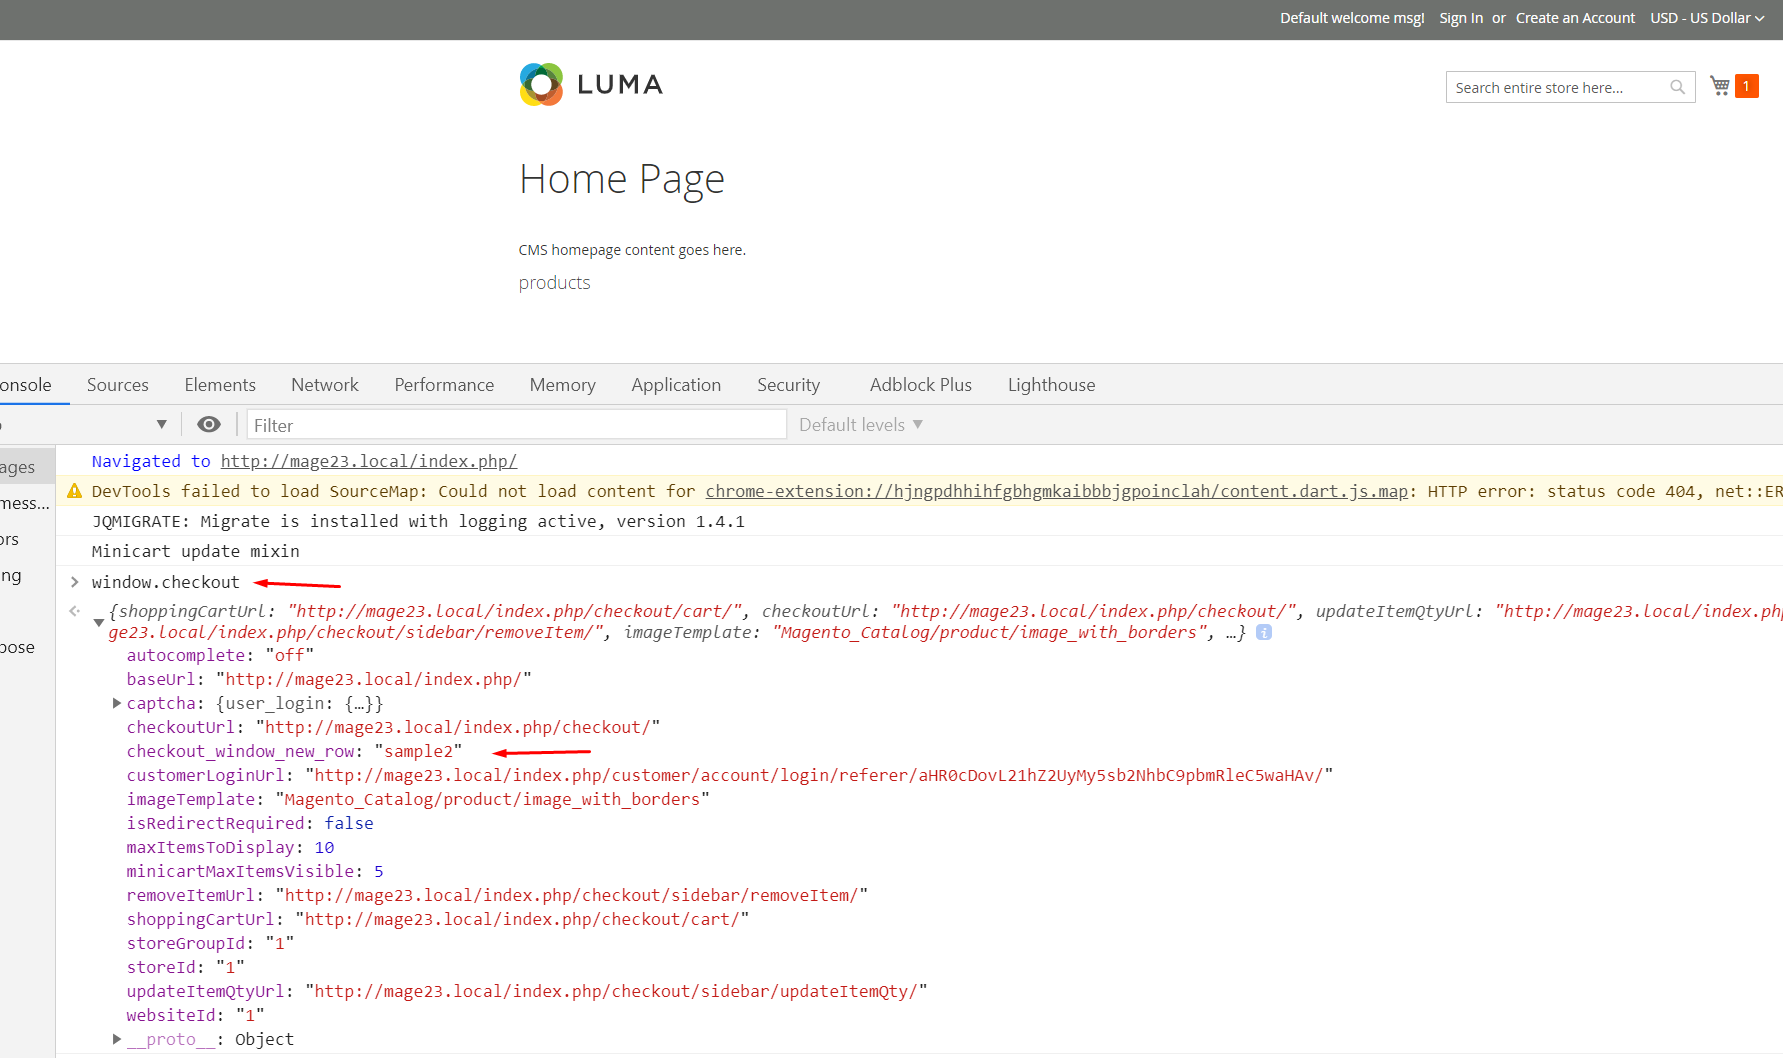 Default welcome msg! Sign In or Create an Account USD - US Dollar
LUMA
Search entire store here...
1
Home Page
CMS homepage content goes here.
products
onsole Sources Elements Network Performance Memory Application Security Adblock Plus Lighthouse
Filter
Default levels ▼
ages
mess...
ors
ng
pose
Navigated to http://mage23.local/index.php/
DevTools failed to load SourceMap: Could not load content for chrome-extension://hjngpdhhihfgbhgmkaibbbjgpoinclah/content.dart.js.map: HTTP error: status code 404, net::ER
JQMIGRATE: Migrate is installed with logging active, version 1.4.1
Minicart update mixin
> window.checkout
{shoppingCartUrl: "http://mage23.local/index.php/checkout/cart/", checkoutUrl: "http://mage23.local/index.php/checkout/", updateItemQtyUrl: "http://mage23.local/index.ph
ge23.local/index.php/checkout/sidebar/removeItem/", imageTemplate: "Magento_Catalog/product/image_with_borders", …} i
autocomplete: "off"
baseUrl: "http://mage23.local/index.php/"
captcha: {user_login: {…}}
checkoutUrl: "http://mage23.local/index.php/checkout/"
checkout_window_new_row: "sample2"
customerLoginUrl: "http://mage23.local/index.php/customer/account/login/referer/aHR0cDovL21hZ2UyMy5sb2NhbC9pbmRleC5waHAv/"
imageTemplate: "Magento_Catalog/product/image_with_borders"
isRedirectRequired: false
maxItemsToDisplay: 10
minicartMaxItemsVisible: 5
removeItemUrl: "http://mage23.local/index.php/checkout/sidebar/removeItem/"
shoppingCartUrl: "http://mage23.local/index.php/checkout/cart/"
storeGroupId: "1"
storeId: "1"
updateItemQtyUrl: "http://mage23.local/index.php/checkout/sidebar/updateItemQty/"
websiteId: "1"
__proto__: Object